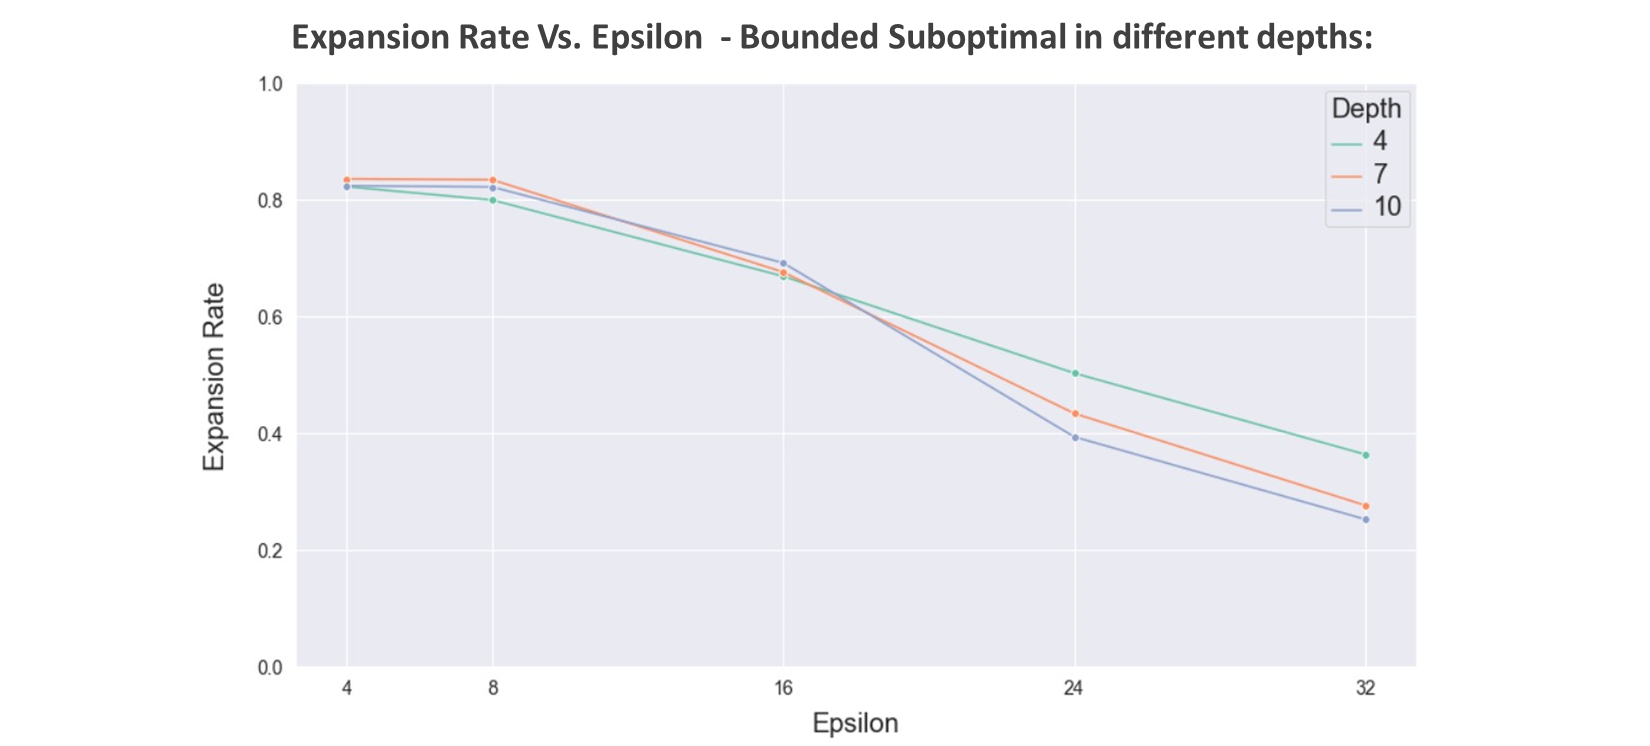 Expansion Rate Vs. Epsilon  - Bounded Suboptimal in different depths:
1.0
0.8
0.6
0.4
0.2
0.0
Expansion Rate
Depth
4
7
10
4 8 16 24 32
Epsilon